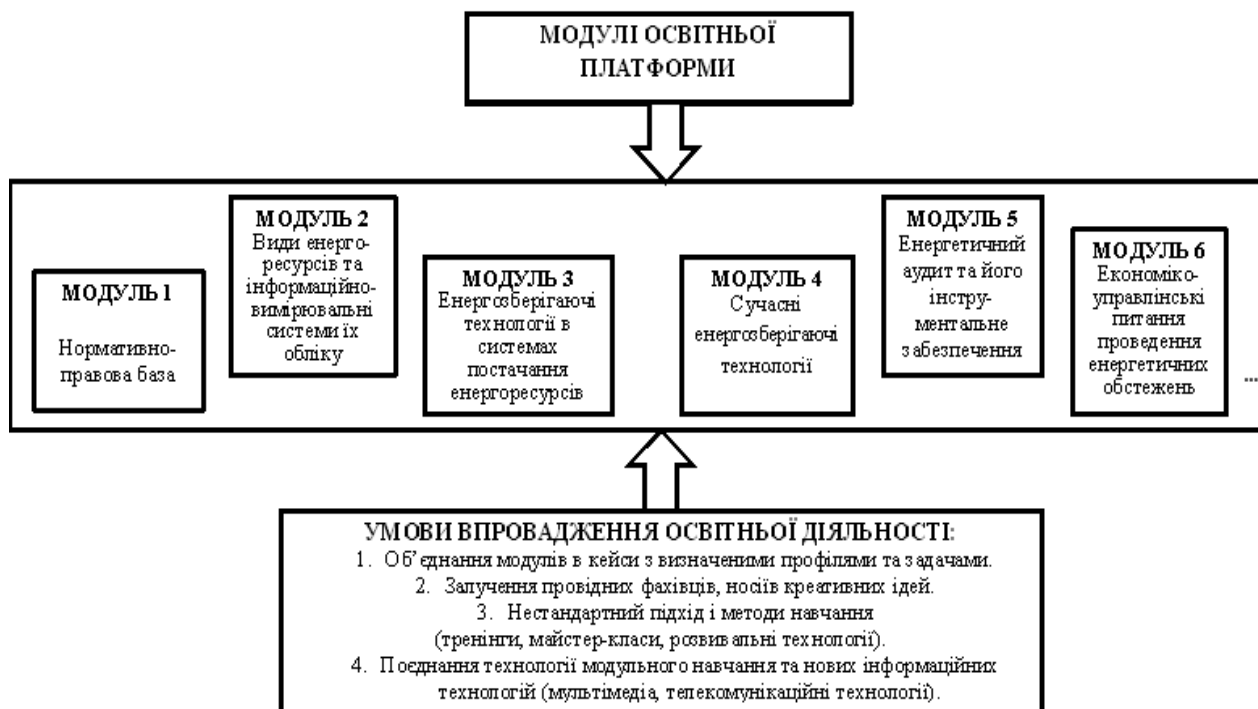 МОДУЛІ ОСВІТНЬОЇ
ПЛАТФОРМИ
МОДУЛЬ 1
Нормативно-
правова база
МОДУЛЬ 2
Види енерго-
ресурсів та
інформаційно-
вимірювальні
системи їх
обліку
МОДУЛЬ 3
Енергозберігаючі
технології в
системах
постачання
енергоресурсів
МОДУЛЬ 4
Сучасні
енергозберігаючі
технології
МОДУЛЬ 5
Енергетичний
аудит та його
інстру-
ментальне
забезпечення
МОДУЛЬ 6
Економіко-
управлінські
питання
проведення
енергетичних
обстежень
...
УМОВИ ВПРОВАДЖЕННЯ ОСВІТНЬОЇ ДІЯЛЬНОСТІ:
1. Об’єднання модулів в кейси з визначеними профілями та задачами.
2. Залучення провідних фахівців, носіїв креативних ідей.
3. Нестандартний підхід і методи навчання
(тренінги, майстер-класи, розвивальні технології).
4. Поєднання технології модульного навчання та нових інформаційних
технологій (мультімедіа, телекомунікаційні технології).